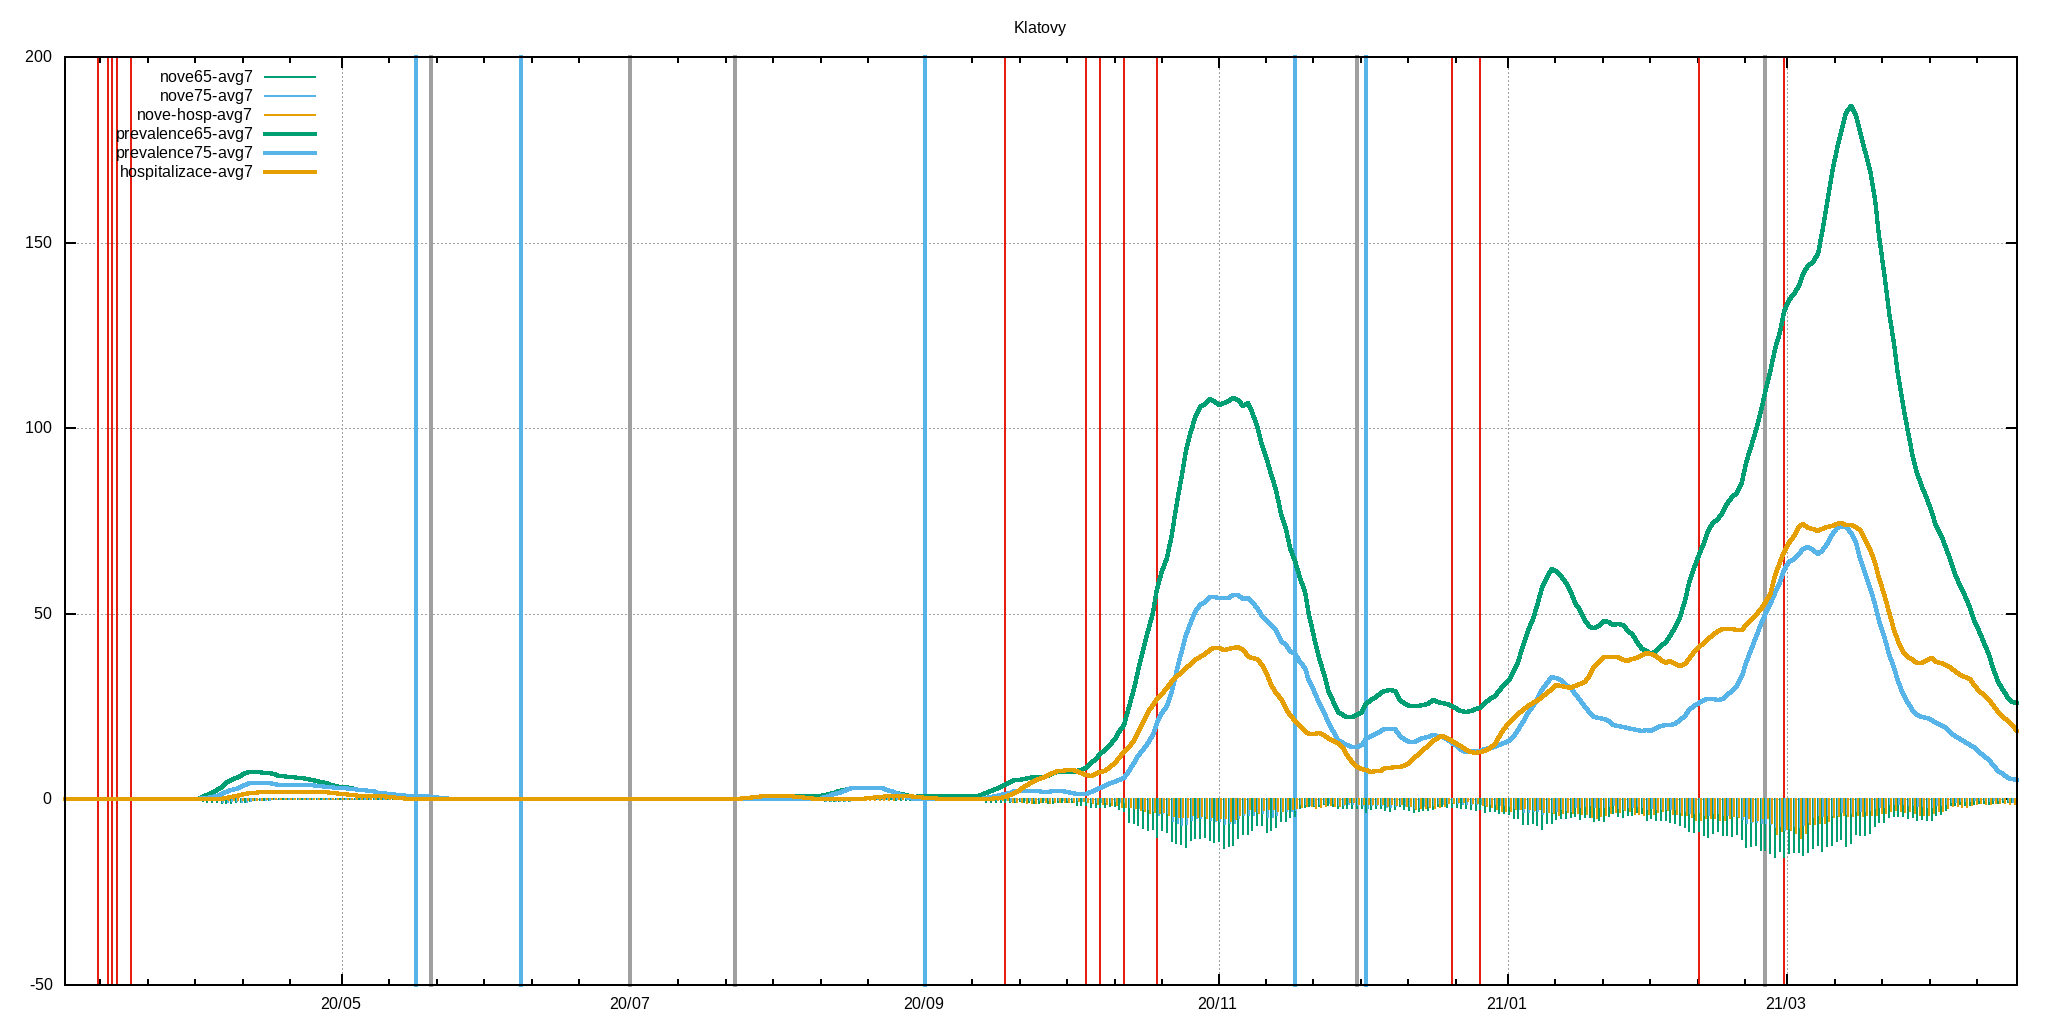 Klatovy
200
150
100
50
0
-50
nove65-avg7
nove75-avg7
nove-hosp-avg7
prevalence65-avg7
prevalence75-avg7
hospitalizace-avg7
20/05
20/07
20/09
20/11
21/01
21/03